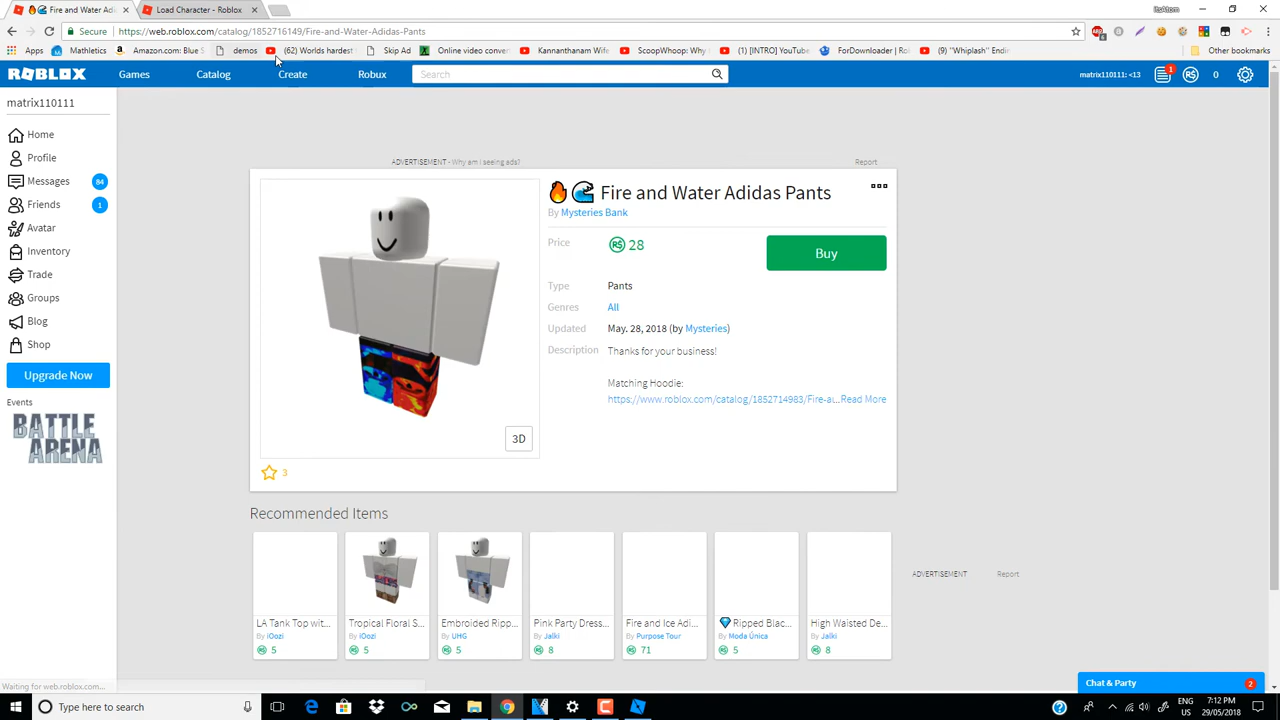 🔥🌊 Fire and Water Adidas
Load Character - Roblox
ItsAtom
Secure
https://web.roblox.com/catalog/1852716149/Fire-and-Water-Adidas-Pants
Apps
Mathletics
Amazon.com: Blue S
demos
(62) Worlds hardest
Skip Ad
Online video conver
Kannanthanam Wife
ScoopWhoop: Why
(1) [INTRO] YouTube
ForDownloader | Ro
(9) "Whiplash" Endin
Other bookmarks
ROBLOX
Games
Catalog
Create
Robux
Search
matrix110111: <13
1
0
matrix110111
Home
Profile
Messages 84
Friends 1
Avatar
Inventory
Trade
Groups
Blog
Shop
Upgrade Now
Events
BATTLE
ARENA
ADVERTISEMENT - Why am I seeing ads?
Report
🔥🌊 Fire and Water Adidas Pants
By Mysteries Bank
Price R$ 28
Buy
Type Pants
Genres All
Updated May. 28, 2018 (by Mysteries)
Description Thanks for your business!
Matching Hoodie:
https://www.roblox.com/catalog/1852714983/Fire-a... Read More
3D
3
Recommended Items
LA Tank Top wit...
By iOozi
R$ 5
Tropical Floral S...
By iOozi
R$ 5
Embroided Ripp...
By UHG
R$ 5
Pink Party Dress...
By Jalki
R$ 8
Fire and Ice Adi...
By Purpose Tour
R$ 71
💎 Ripped Blac...
By Moda Única
R$ 5
High Waisted De...
By Jalki
R$ 8
ADVERTISEMENT
Report
Chat & Party 2
Waiting for web.roblox.com...
Type here to search
ENG
US
7:12 PM
29/05/2018